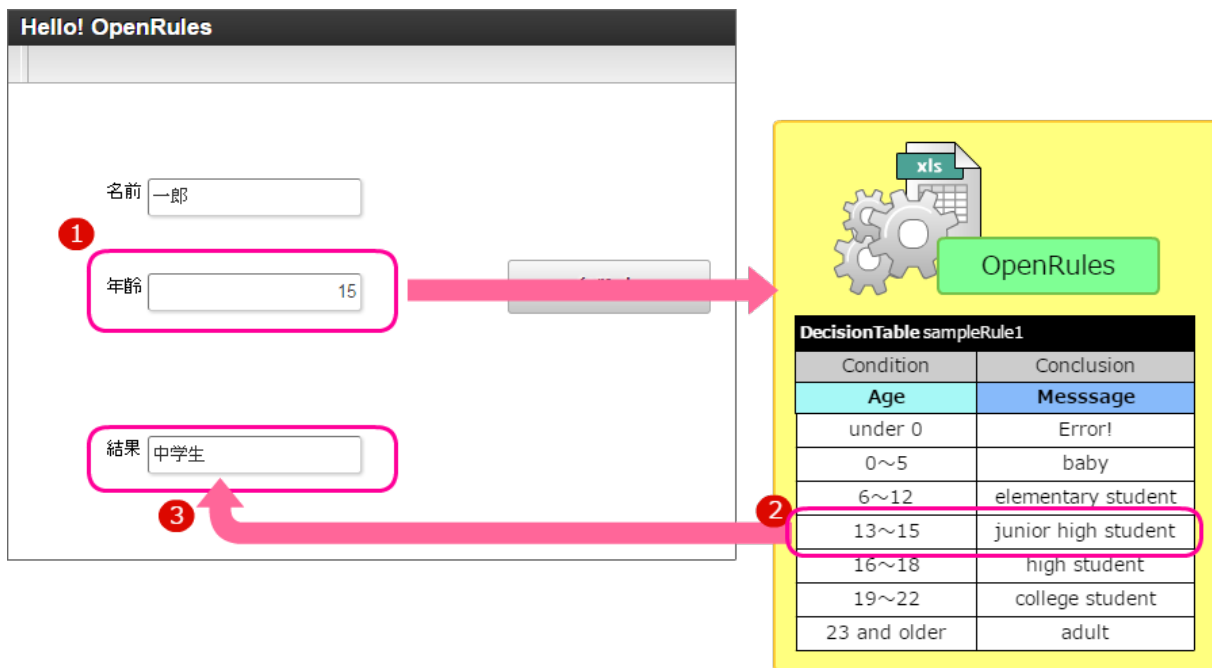 Hello! OpenRules
名前 一郎
1
年齢 15
結果 中学生
3
xls
OpenRules
DecisionTable sampleRule1
Condition Conclusion
Age Messsage
under 0 Error!
0～5 baby
6～12 elementary student
2
13～15 junior high student
16～18 high student
19～22 college student
23 and older adult